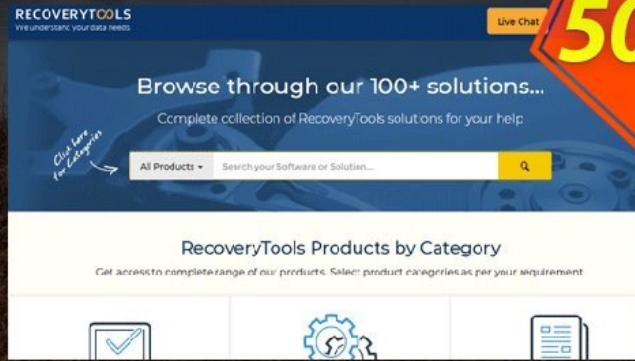 RECOVERYTOOLS
We understand your data needs
Live Chat
50
Browse through our 100+ solutions...
Complete collection of RecoveryTools solutions for your help
Click here
for Categories
All Products
Search your Software or Solution...
RecoveryTools Products by Category
Get access to complete range of our products. Select product categories as per your requirement